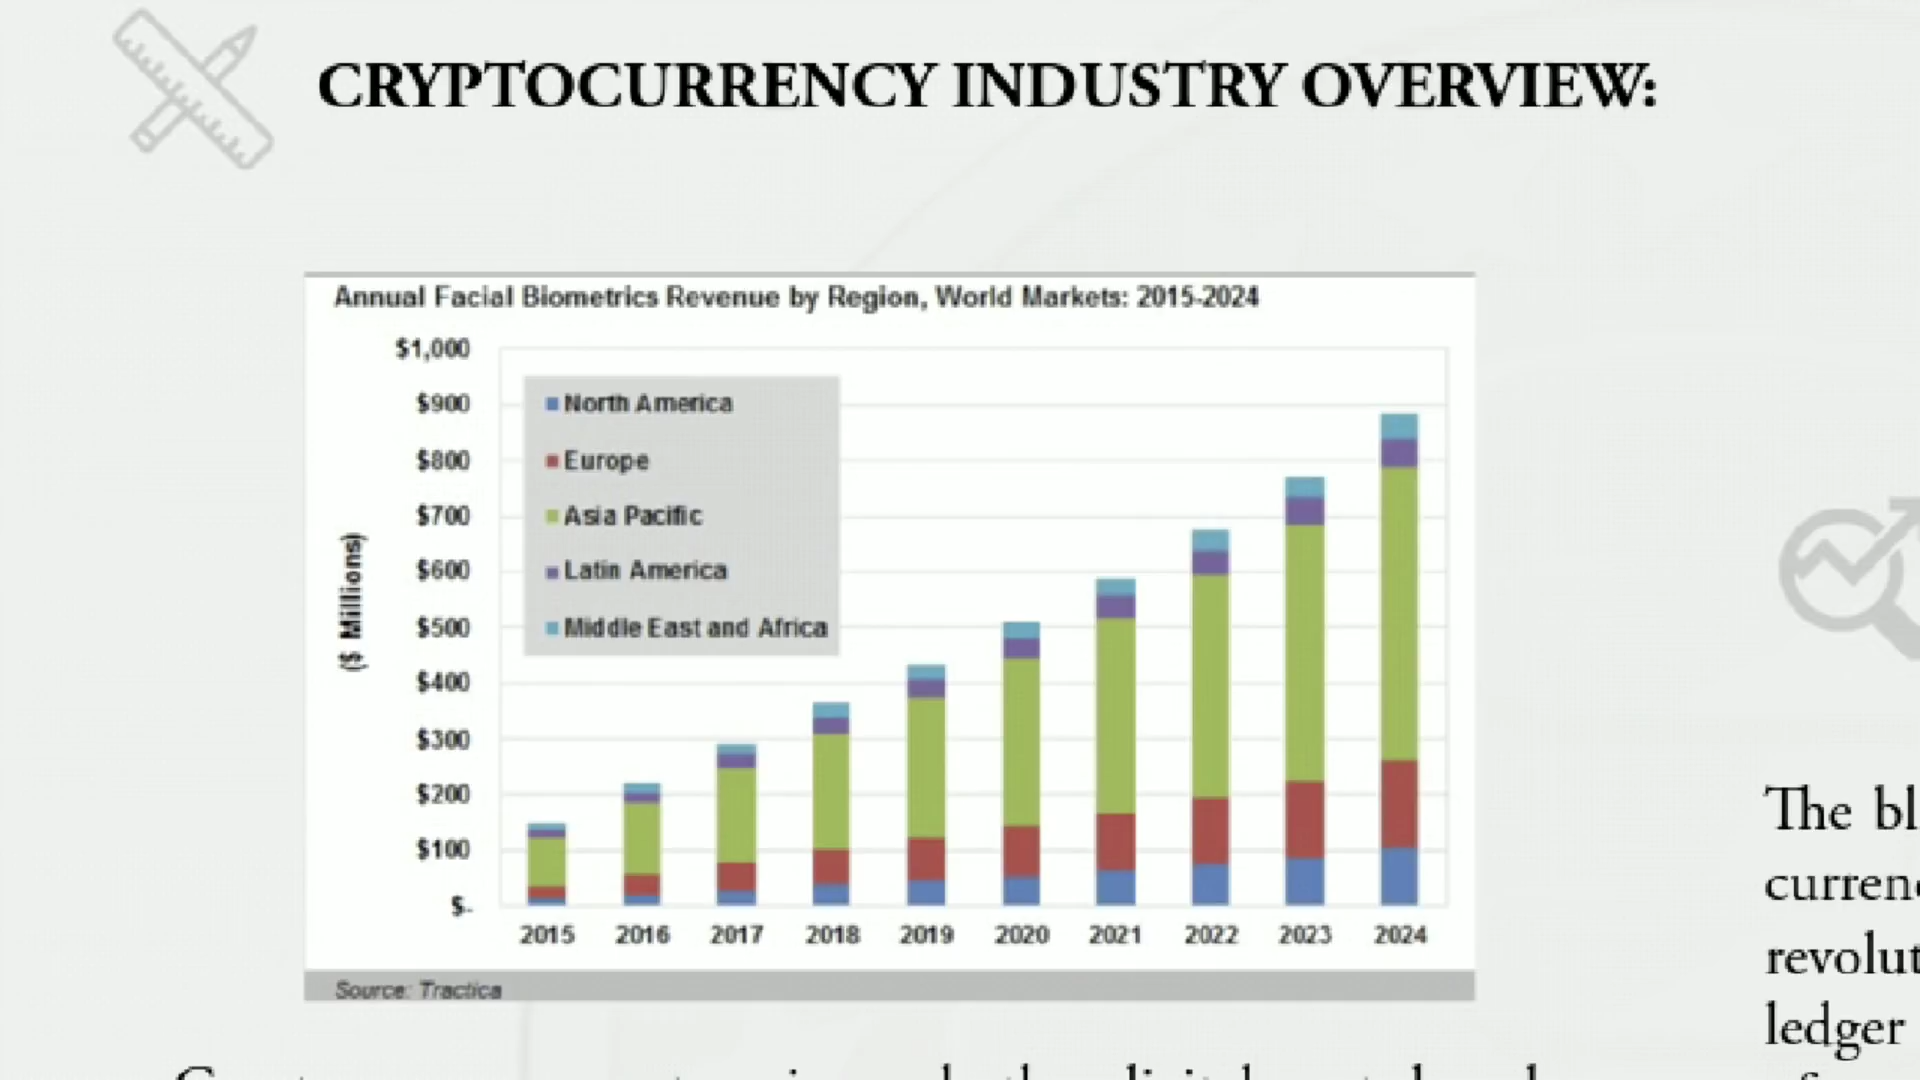 CRYPTOCURRENCY INDUSTRY OVERVIEW:
Annual Facial Biometrics Revenue by Region, World Markets: 2015-2024
($ Millions)
$1,000
$900
$800
$700
$600
$500
$400
$300
$200
$100
$-
North America
Europe
Asia Pacific
Latin America
Middle East and Africa
2015 2016 2017 2018 2019 2020 2021 2022 2023 2024
Source: Tractica
The bl
curren
revolut
ledger